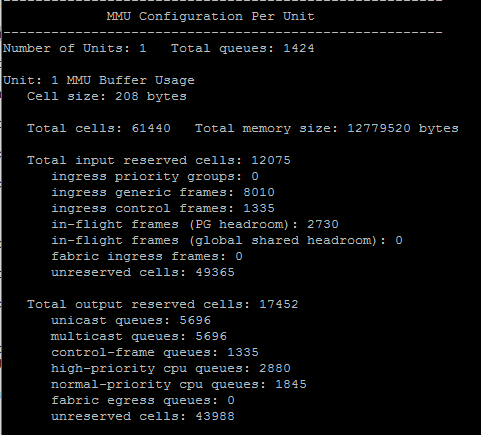 MMU Configuration Per Unit
Number of Units: 1 Total queues: 1424
Unit: 1 MMU Buffer Usage
Cell size: 208 bytes
Total cells: 61440 Total memory size: 12779520 bytes
Total input reserved cells: 12075
ingress priority groups: 0
ingress generic frames: 8010
ingress control frames: 1335
in-flight frames (PG headroom): 2730
in-flight frames (global shared headroom): 0
fabric ingress frames: 0
unreserved cells: 49365
Total output reserved cells: 17452
unicast queues: 5696
multicast queues: 5696
control-frame queues: 1335
high-priority cpu queues: 2880
normal-priority cpu queues: 1845
fabric egress queues: 0
unreserved cells: 43988